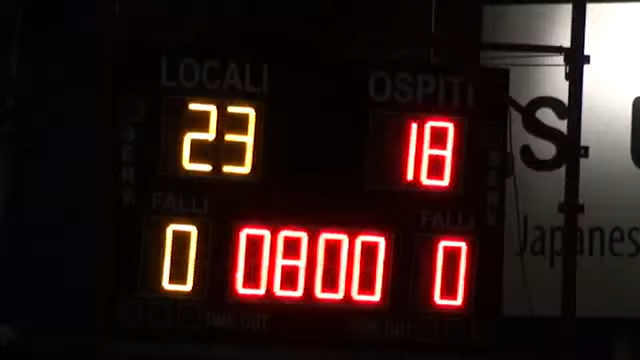 LOCALI OSPITI
23 18
FALLI FALLI
0 0800 0
S
Japanes